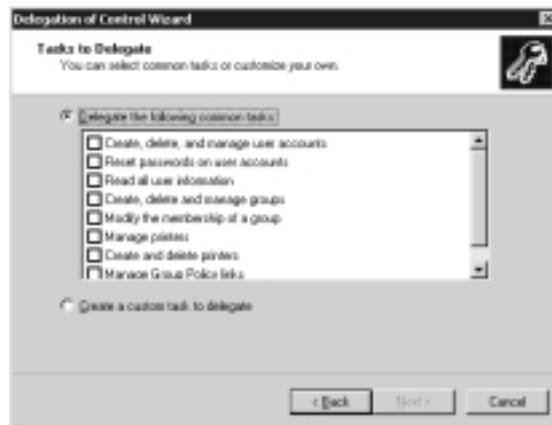 Delegation of Control Wizard
Tasks to Delegate
You can select common tasks or customize your own.
Delegate the following common tasks:
Create, delete, and manage user accounts
Reset passwords on user accounts
Read all user information
Create, delete and manage groups
Modify the membership of a group
Manage printers
Create and delete printers
Manage Group Policy links
Create a custom task to delegate
< Back Next > Cancel